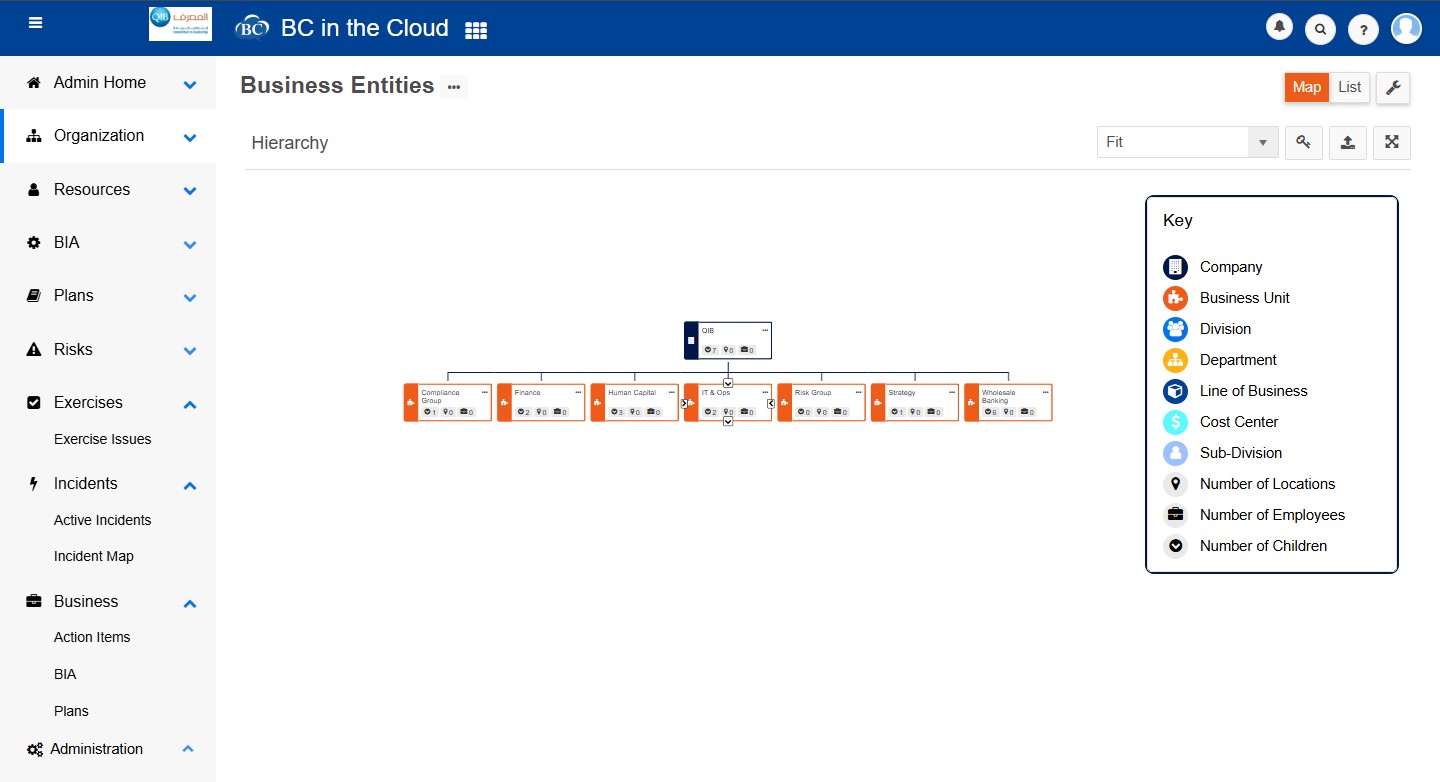 QIB المصرف
BC BC in the Cloud
?
Admin Home
Organization
Resources
BIA
Plans
Risks
Exercises
Exercise Issues
Incidents
Active Incidents
Incident Map
Business
Action Items
BIA
Plans
Administration
Business Entities ...
Map List
Hierarchy
Fit
QIB ...
7 0 0
Compliance Group ...
1 0 0
Finance ...
2 0 0
Human Capital ...
3 0 0
IT & Ops ...
2 0 0
Risk Group ...
0 0 0
Strategy ...
1 0 0
Wholesale Banking ...
6 0 0
Key
Company
Business Unit
Division
Department
Line of Business
$ Cost Center
Sub-Division
Number of Locations
Number of Employees
Number of Children